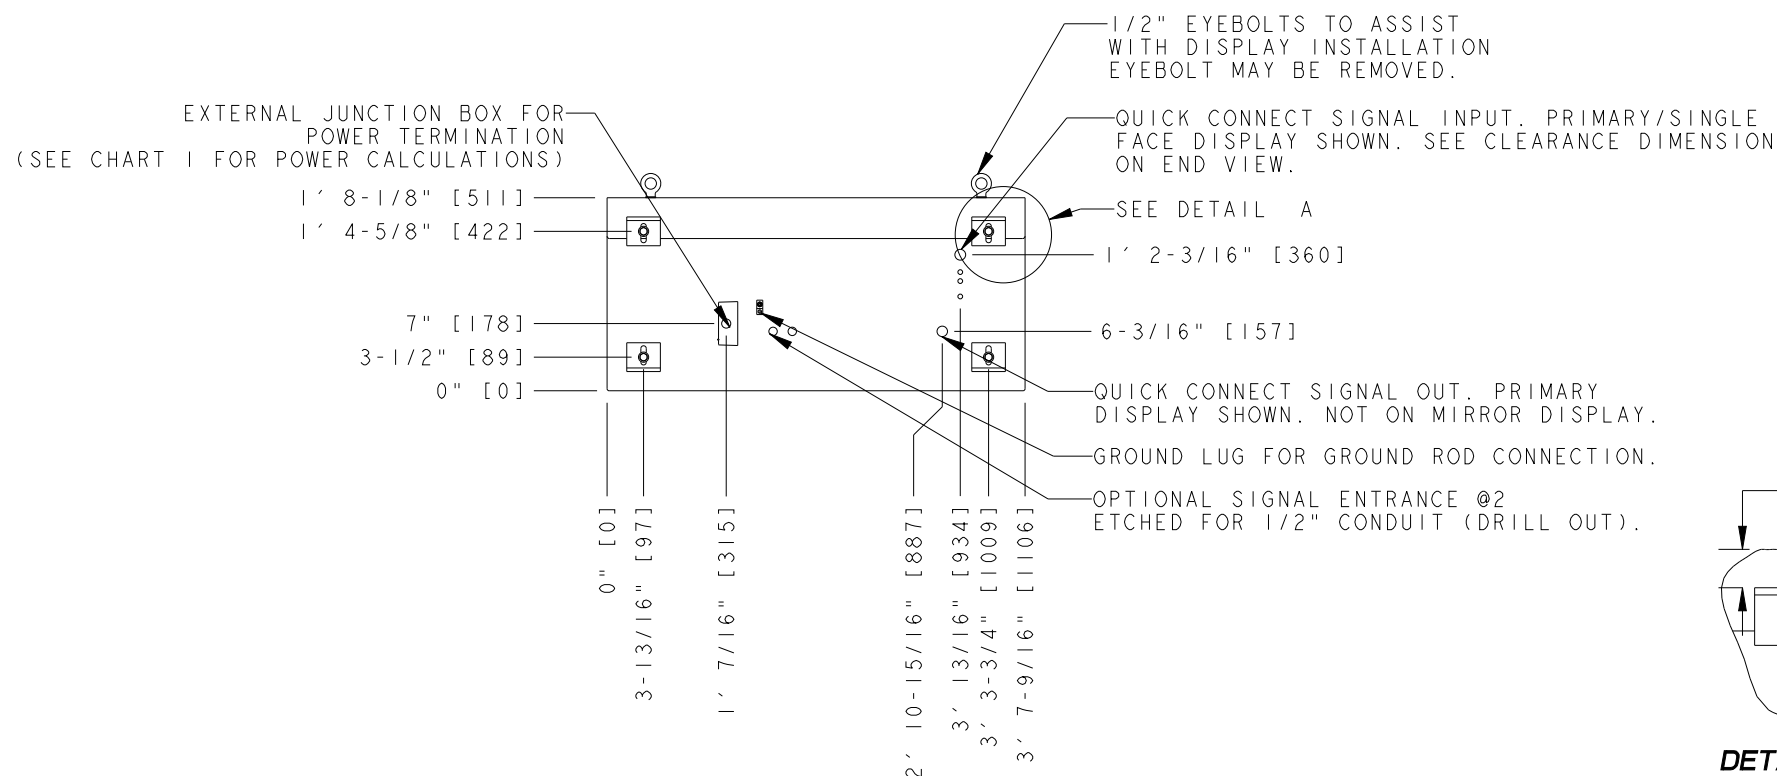 1/2" EYEBOLTS TO ASSIST
WITH DISPLAY INSTALLATION
EYEBOLT MAY BE REMOVED.
EXTERNAL JUNCTION BOX FOR
POWER TERMINATION
(SEE CHART 1 FOR POWER CALCULATIONS)
QUICK CONNECT SIGNAL INPUT. PRIMARY/SINGLE
FACE DISPLAY SHOWN. SEE CLEARANCE DIMENSION
ON END VIEW.
1' 8-1/8" [511]
SEE DETAIL A
1' 4-5/8" [422]
1' 2-3/16" [360]
7" [178]
6-3/16" [157]
3-1/2" [89]
0" [0]
QUICK CONNECT SIGNAL OUT. PRIMARY
DISPLAY SHOWN. NOT ON MIRROR DISPLAY.
GROUND LUG FOR GROUND ROD CONNECTION.
OPTIONAL SIGNAL ENTRANCE @2
ETCHED FOR 1/2" CONDUIT (DRILL OUT).
0" [0]
3-13/16" [97]
1' 7/16" [315]
2' 10-15/16" [887]
3' 13/16" [934]
3' 3-3/4" [1009]
3' 7-9/16" [1106]